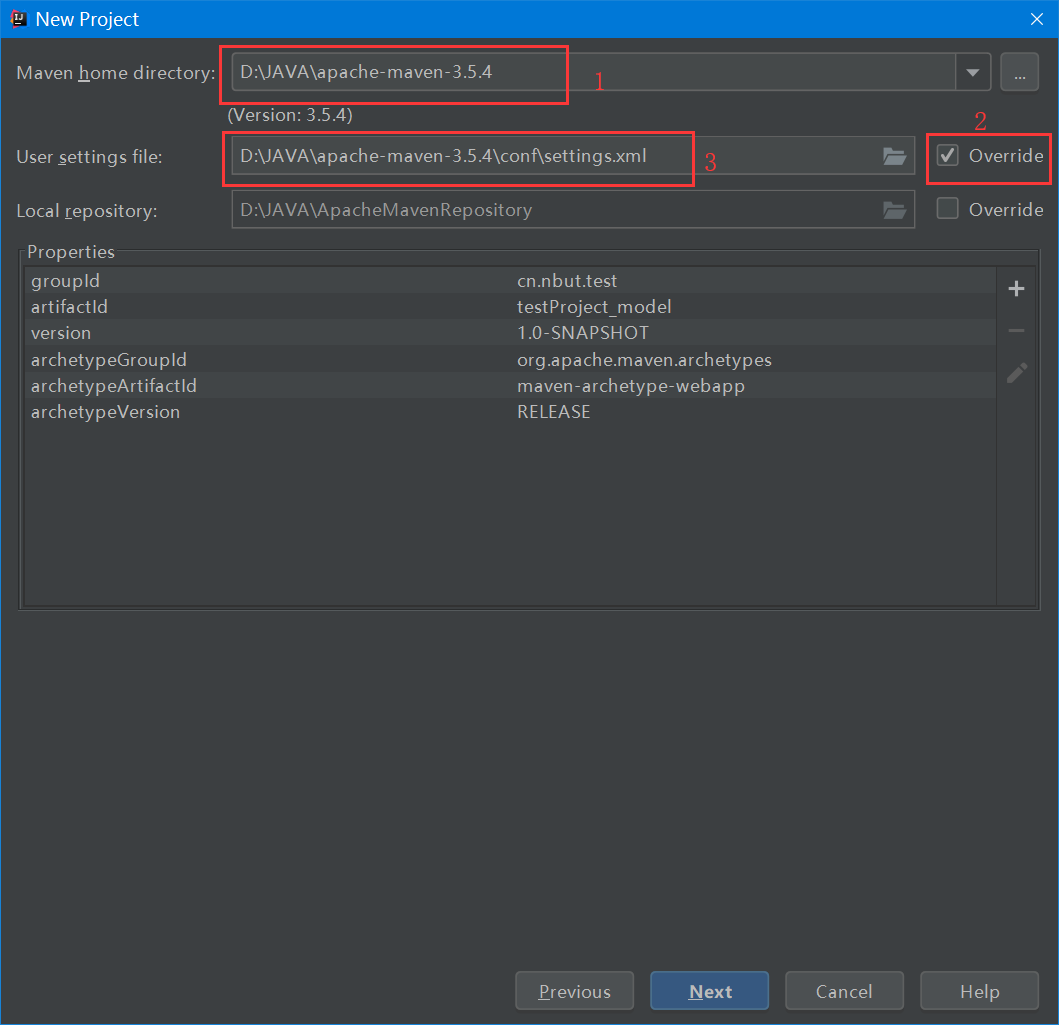 New Project
Maven home directory: D:\JAVA\apache-maven-3.5.4 ... 1
(Version: 3.5.4)
2
User settings file: D:\JAVA\apache-maven-3.5.4\conf\settings.xml 3 Override
Local repository: D:\JAVA\ApacheMavenRepository Override
Properties
groupId cn.nbut.test
artifactId testProject_model
version 1.0-SNAPSHOT
archetypeGroupId org.apache.maven.archetypes
archetypeArtifactId maven-archetype-webapp
archetypeVersion RELEASE
Previous Next Cancel Help